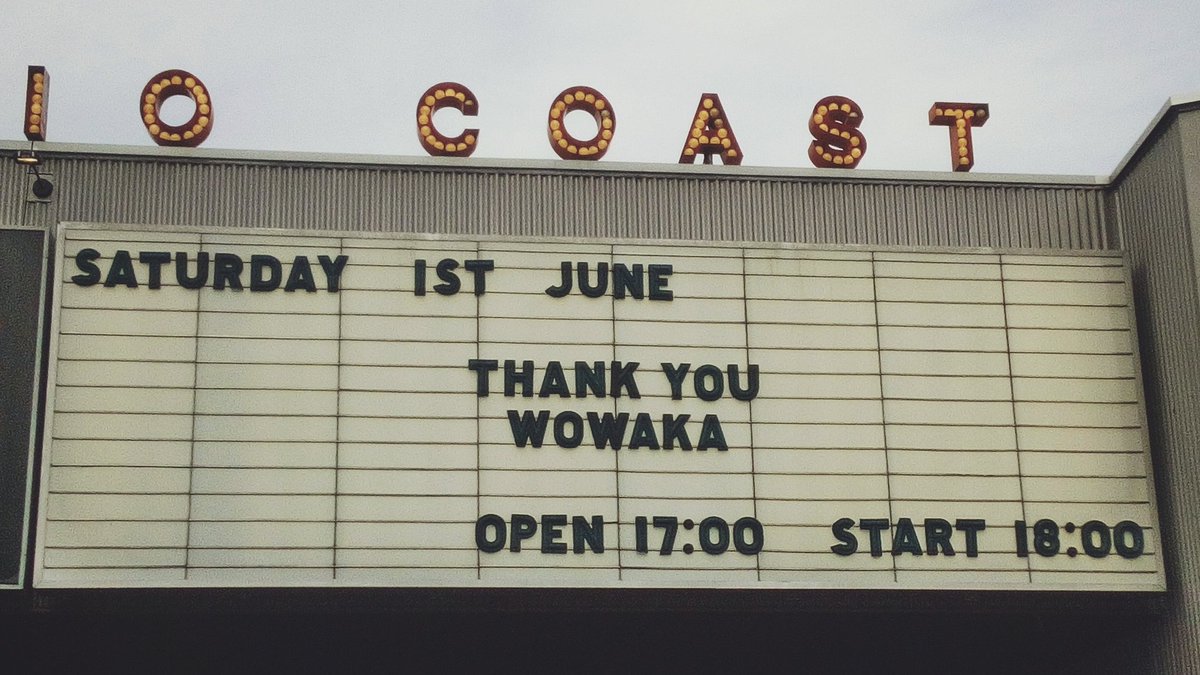 IO COAST
SATURDAY 1ST JUNE
THANK YOU
WOWAKA
OPEN 17:00 START 18:00